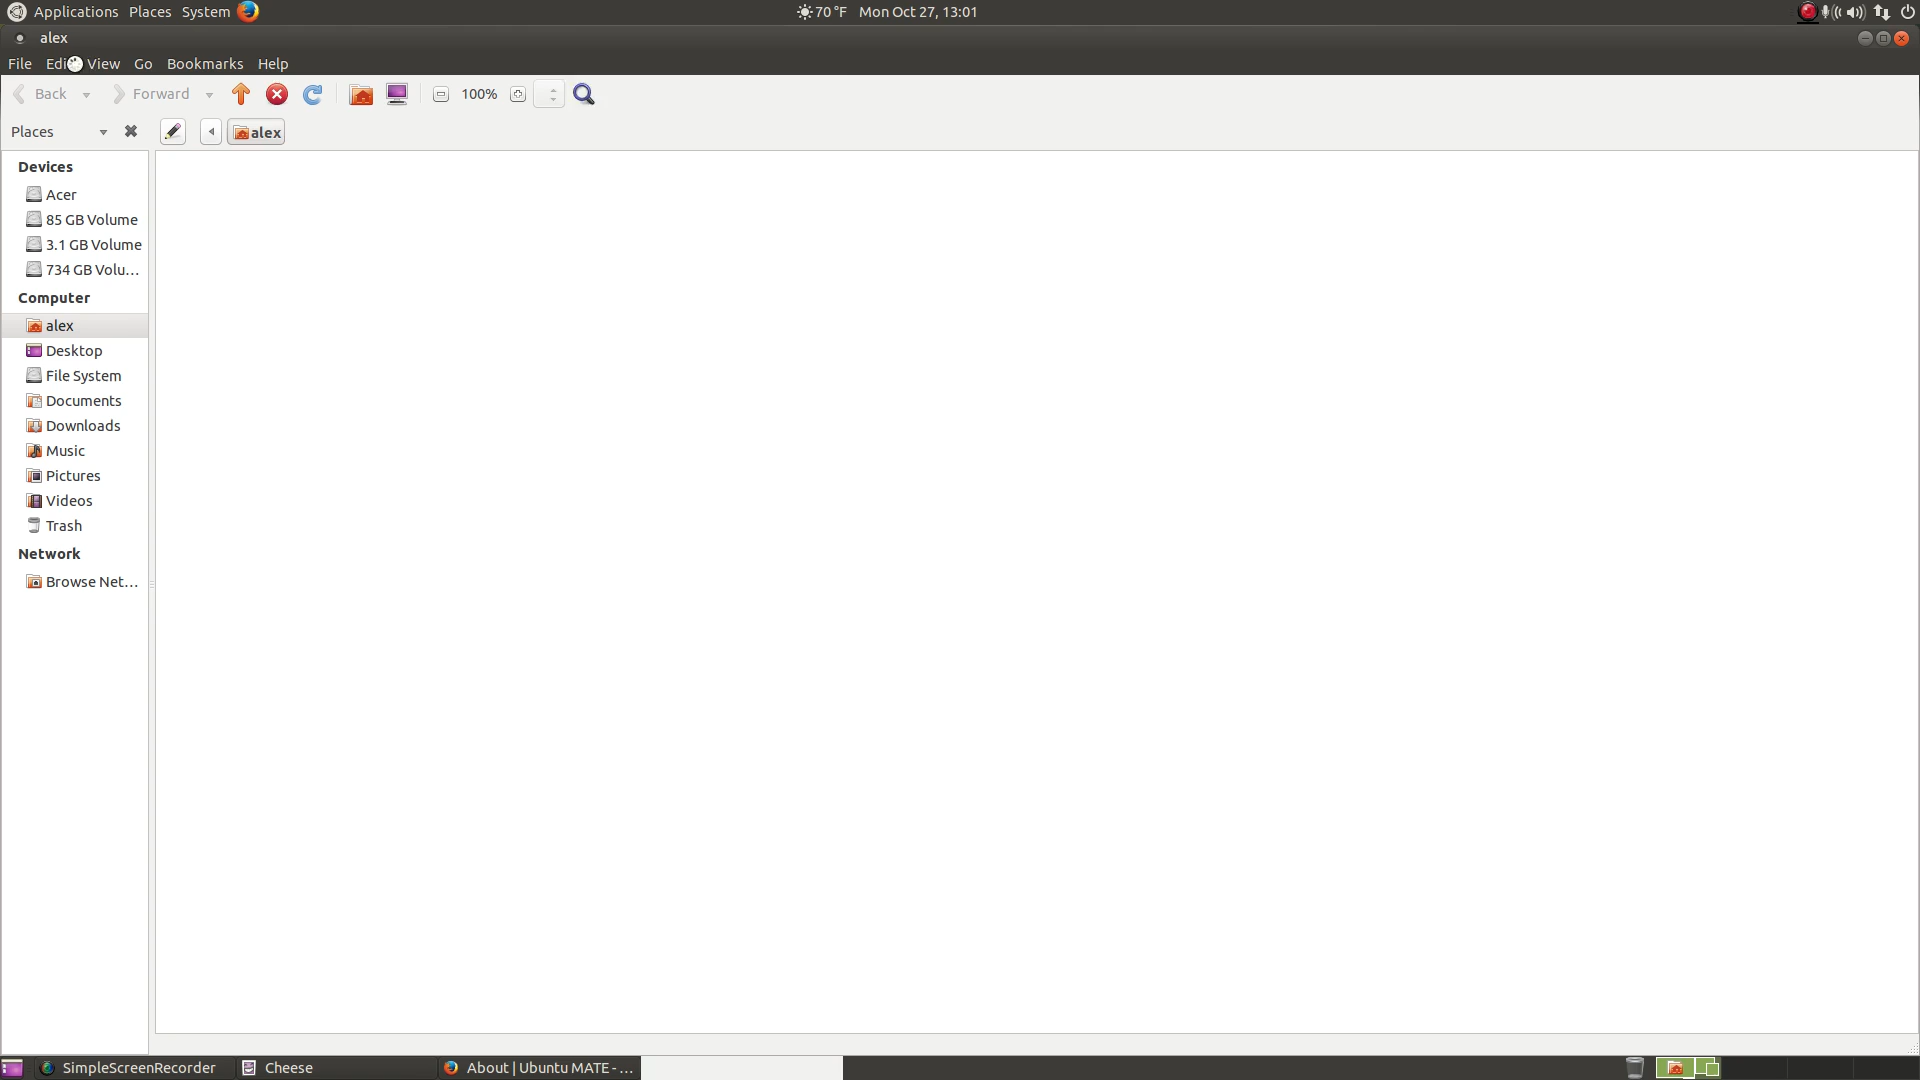 Applications Places System 70 °F Mon Oct 27, 13:01
alex
File Edi View Go Bookmarks Help
Back Forward 100%
Places alex
Devices
Acer
85 GB Volume
3.1 GB Volume
734 GB Volu...
Computer
alex
Desktop
File System
Documents
Downloads
Music
Pictures
Videos
Trash
Network
Browse Net...
SimpleScreenRecorder Cheese About | Ubuntu MATE - ...